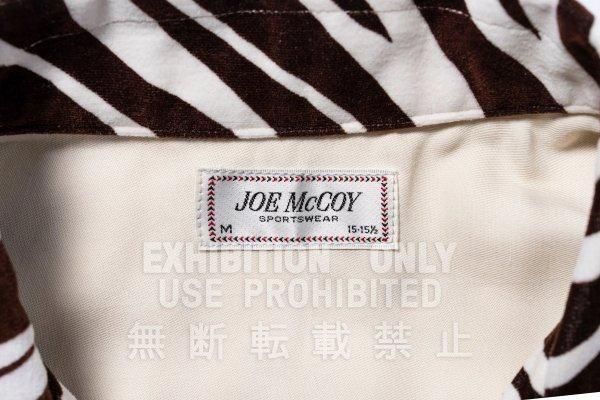 JOE McCOY
SPORTSWEAR
M 15-15½
EXHIBITION ONLY
USE PROHIBITED
無断転載禁止